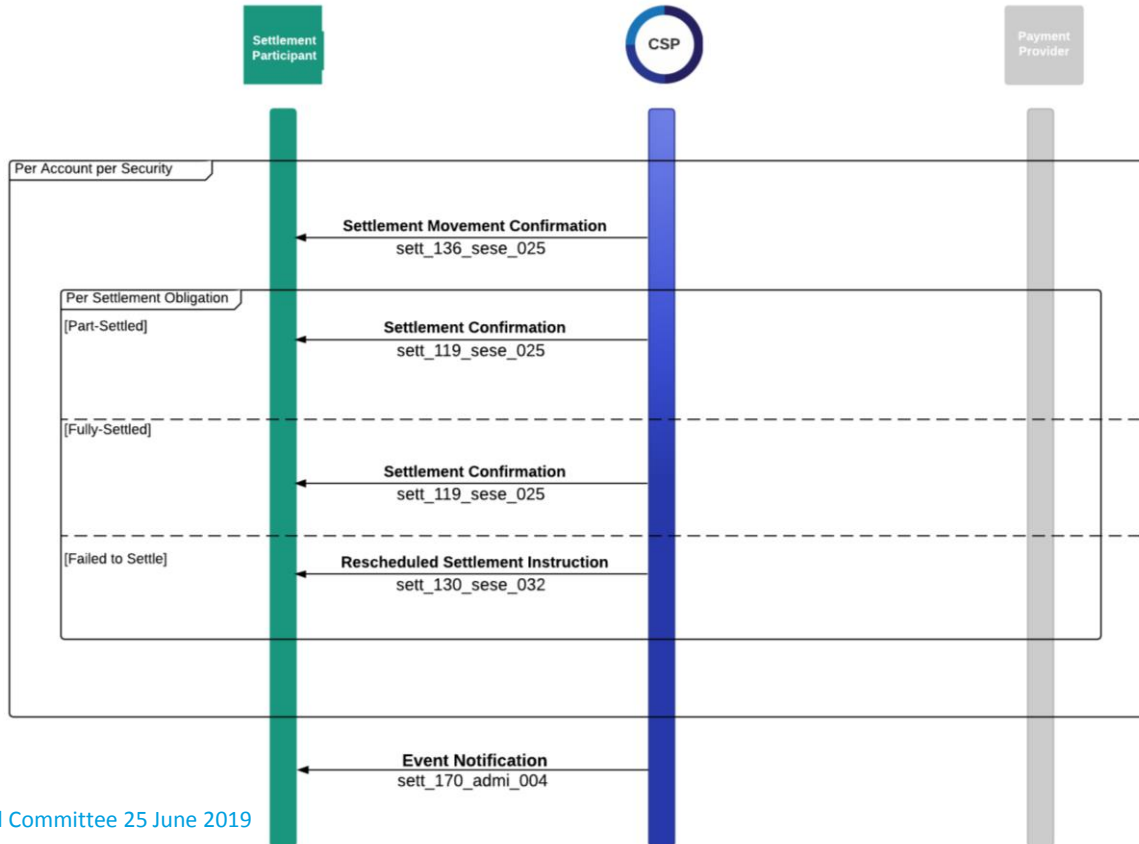 Settlement
Participant
CSP
Payment
Provider
Per Account per Security
Settlement Movement Confirmation
sett_136_sese_025
Per Settlement Obligation
[Part-Settled]
Settlement Confirmation
sett_119_sese_025
[Fully-Settled]
Settlement Confirmation
sett_119_sese_025
[Failed to Settle]
Rescheduled Settlement Instruction
sett_130_sese_032
Event Notification
sett_170_admi_004
Committee 25 June 2019